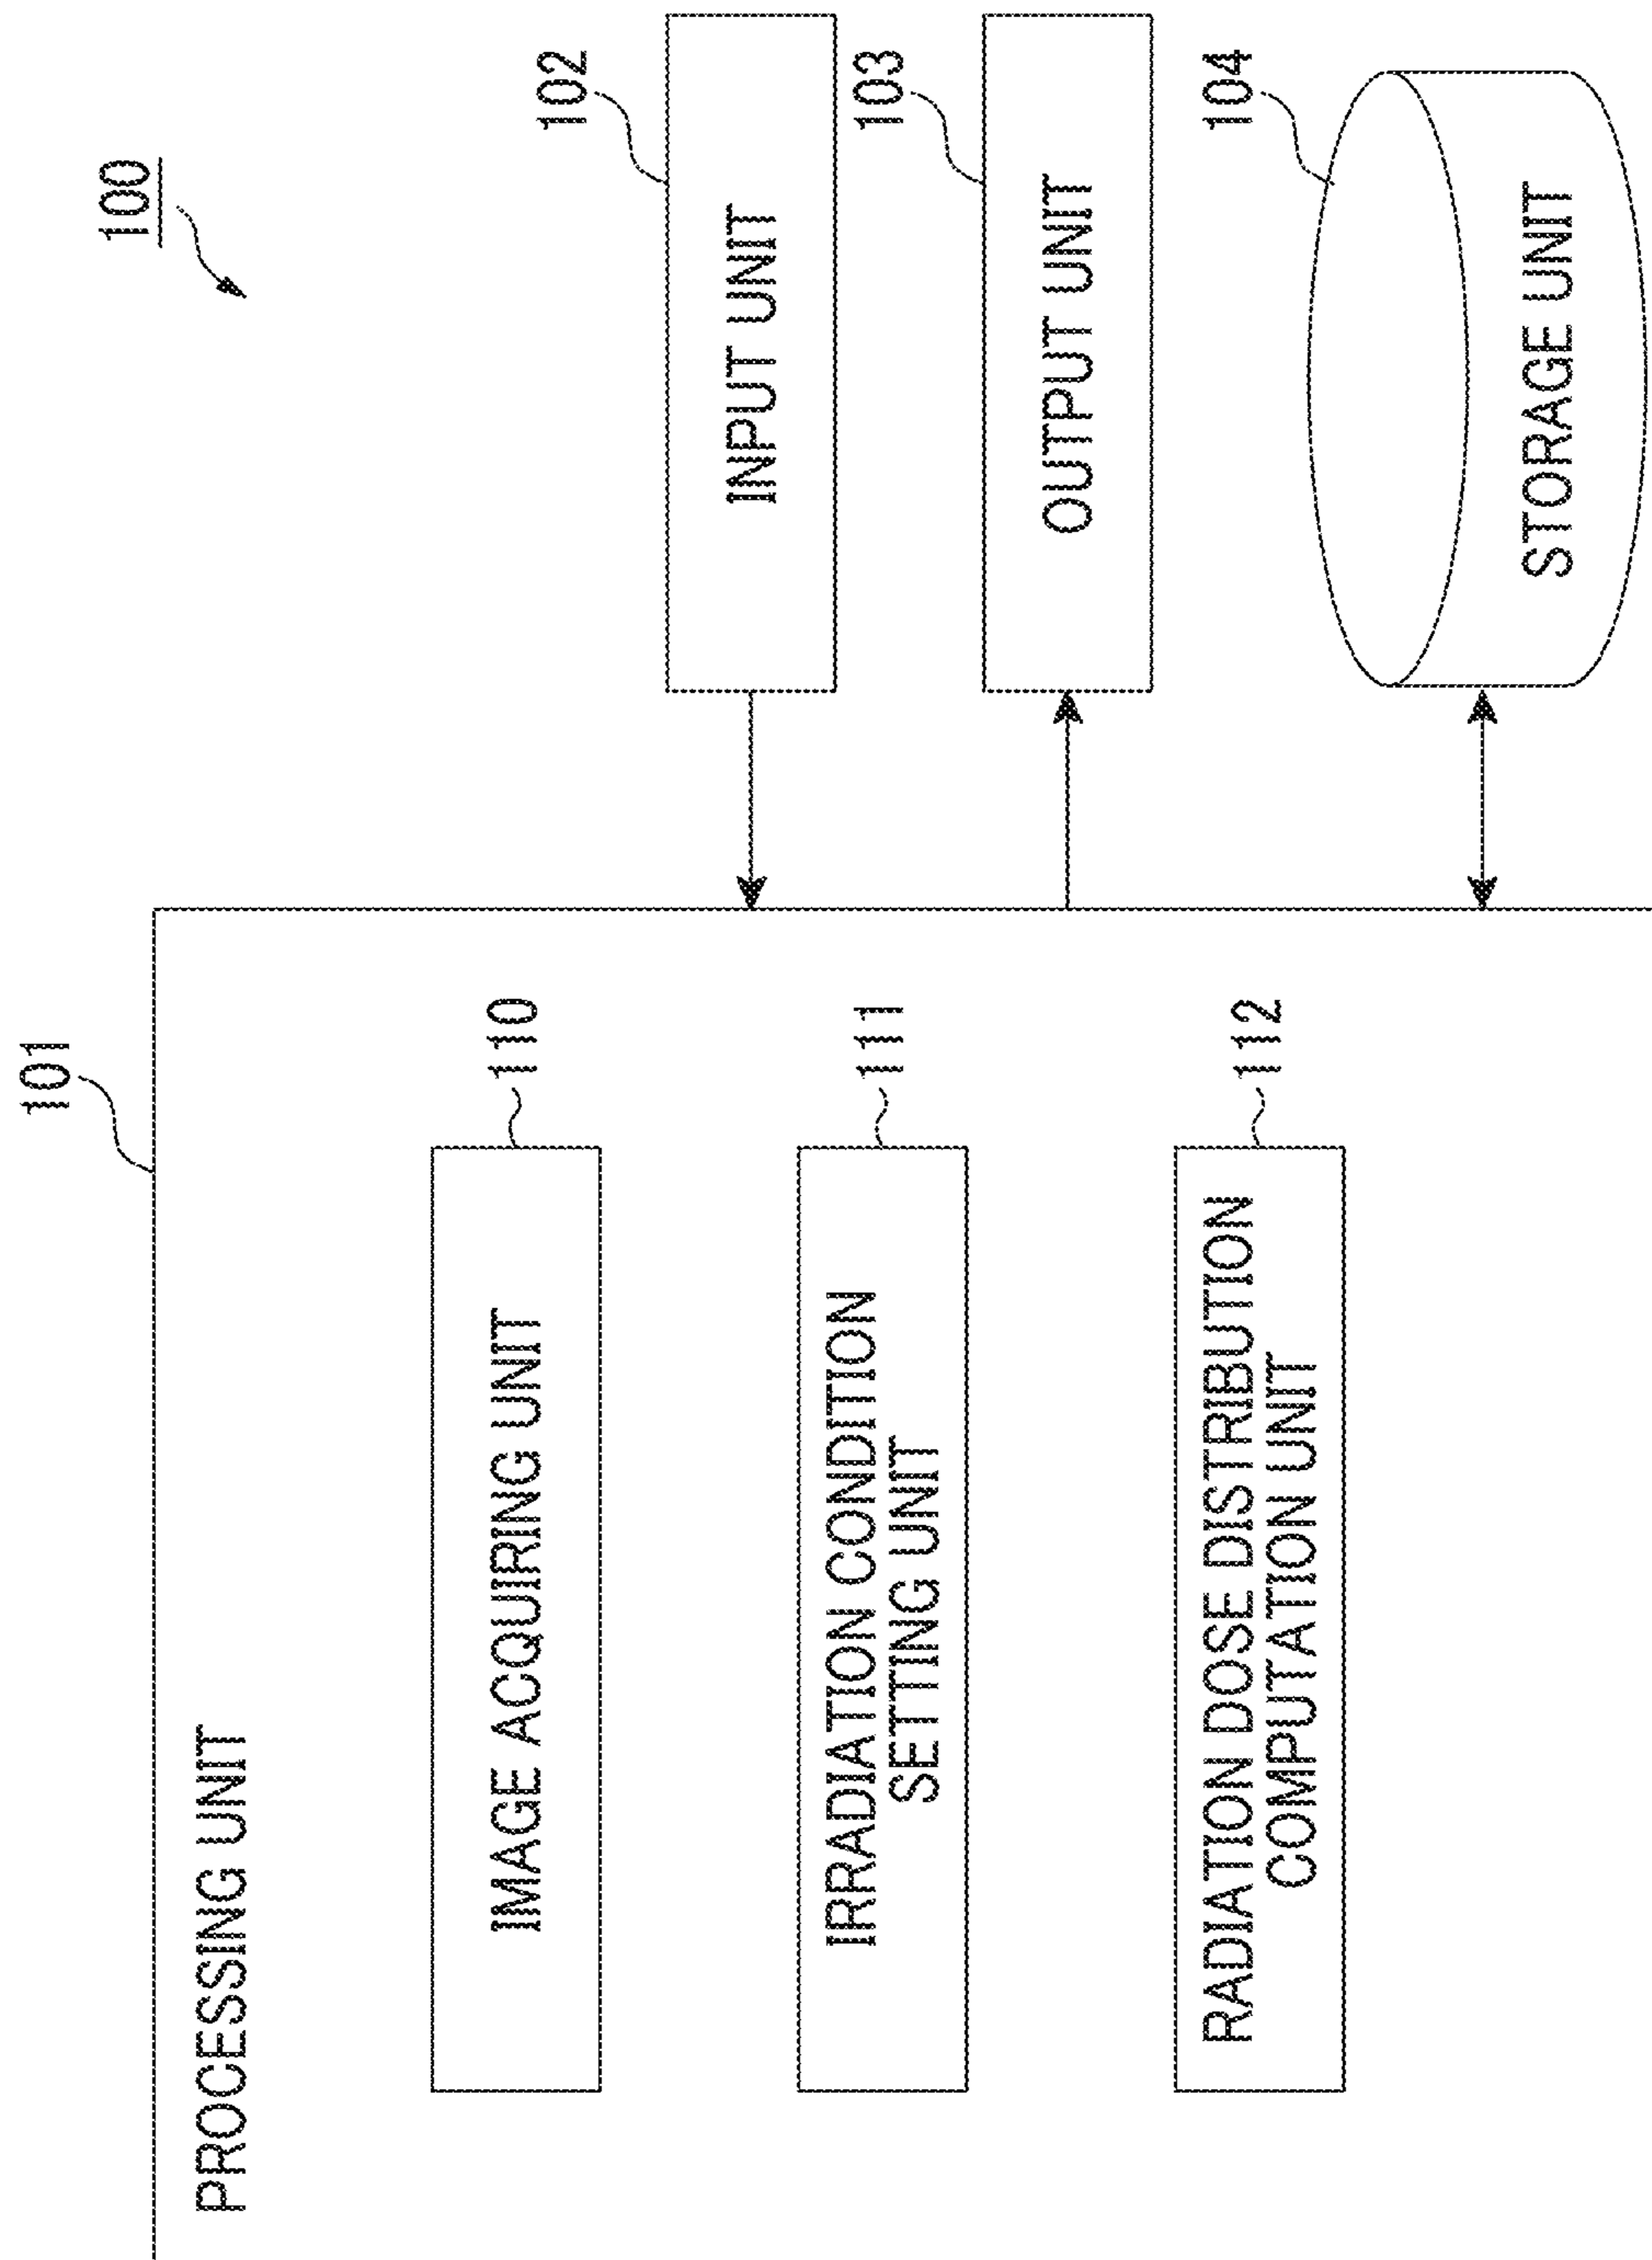 100
101
PROCESSING UNIT
110
IMAGE ACQUIRING UNIT
111
IRRADIATION CONDITION
SETTING UNIT
112
RADIATION DOSE DISTRIBUTION
COMPUTATION UNIT
102
INPUT UNIT
103
OUTPUT UNIT
104
STORAGE UNIT